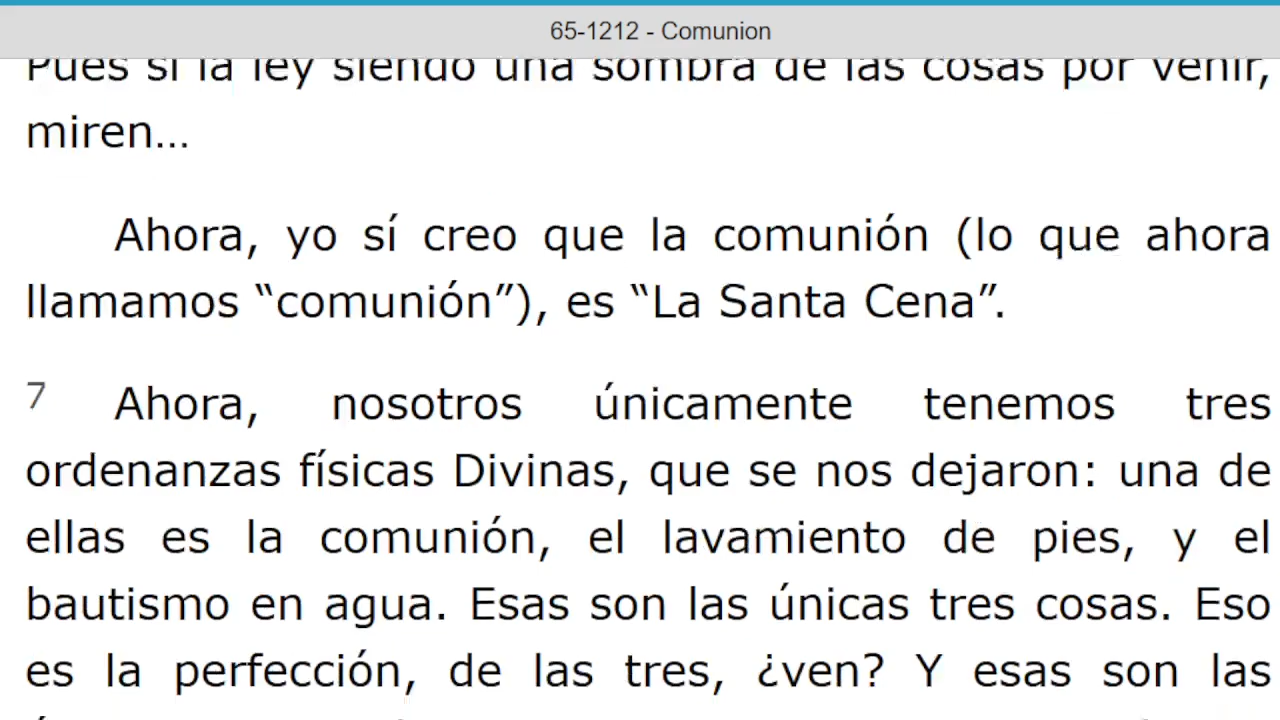 65-1212 - Comunion
Pues si la ley siendo una sombra de las cosas por venir,
miren...
Ahora, yo sí creo que la comunión (lo que ahora
llamamos “comunión”), es “La Santa Cena”.
7 Ahora, nosotros únicamente tenemos tres
ordenanzas físicas Divinas, que se nos dejaron: una de
ellas es la comunión, el lavamiento de pies, y el
bautismo en agua. Esas son las únicas tres cosas. Eso
es la perfección, de las tres, ¿ven? Y esas son las